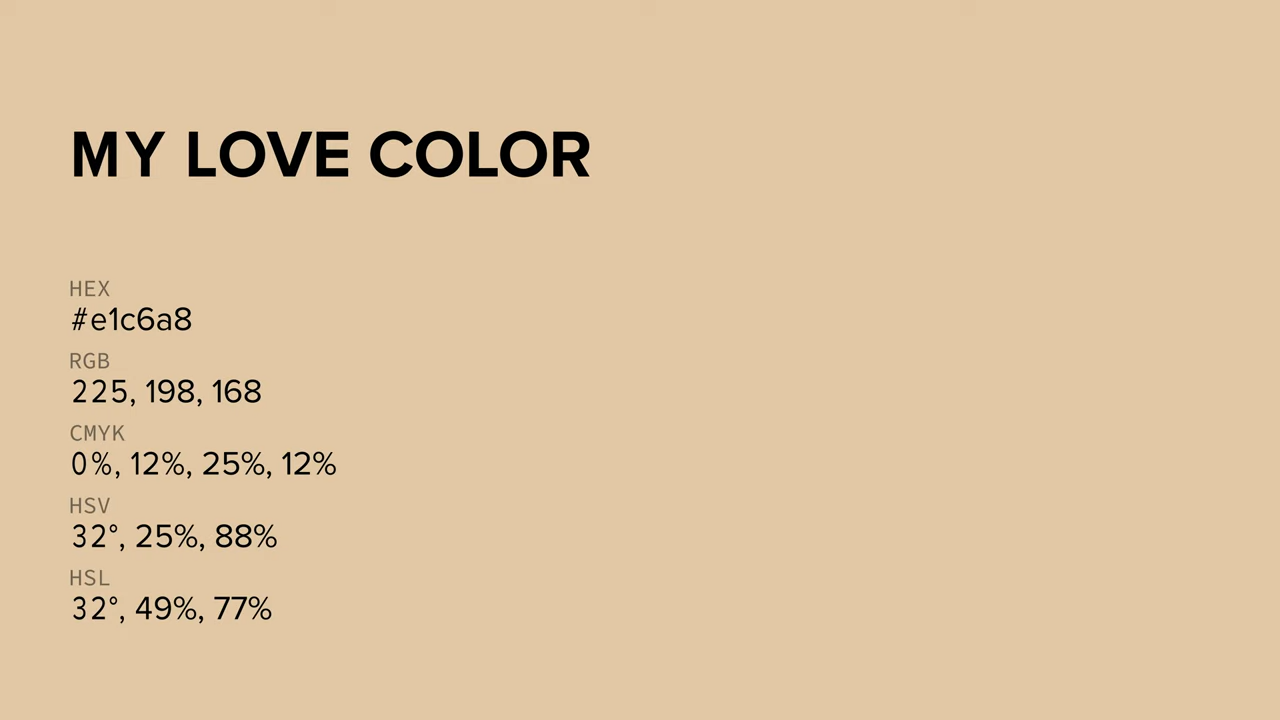 MY LOVE COLOR
HEX
#e1c6a8
RGB
225, 198, 168
CMYK
0%, 12%, 25%, 12%
HSV
32°, 25%, 88%
HSL
32°, 49%, 77%